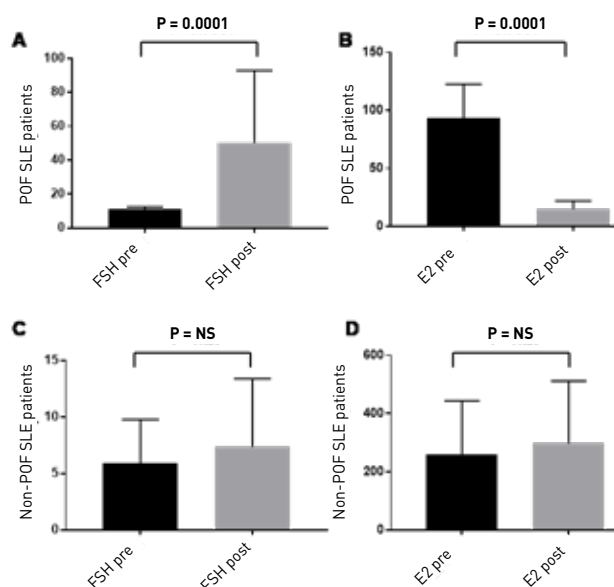 A
P = 0.0001
POF SLE patients
100
80
60
40
20
0
FSH pre
FSH post
B
P = 0.0001
POF SLE patients
150
100
50
0
E2 pre
E2 post
C
P = NS
Non-POF SLE patients
15
10
5
0
FSH pre
FSH post
D
P = NS
Non-POF SLE patients
600
400
200
0
E2 pre
E2 post